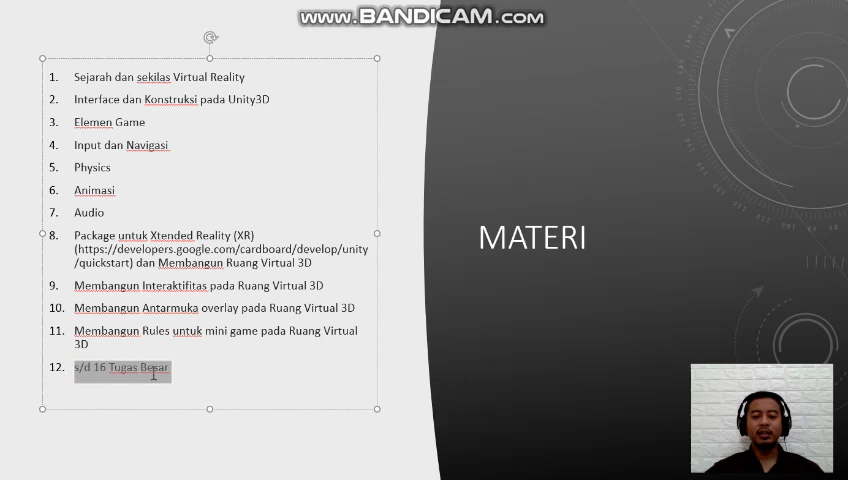 www.BANDICAM.com
1. Sejarah dan sekilas Virtual Reality
2. Interface dan Konstruksi pada Unity3D
3. Elemen Game
4. Input dan Navigasi
5. Physics
6. Animasi
7. Audio
8. Package untuk Xtended Reality (XR)
(https://developers.google.com/cardboard/develop/unity
/quickstart) dan Membangun Ruang Virtual 3D
9. Membangun Interaktifitas pada Ruang Virtual 3D
10. Membangun Antarmuka overlay pada Ruang Virtual 3D
11. Membangun Rules untuk mini game pada Ruang Virtual
3D
12. s/d 16 Tugas Besar
MATERI